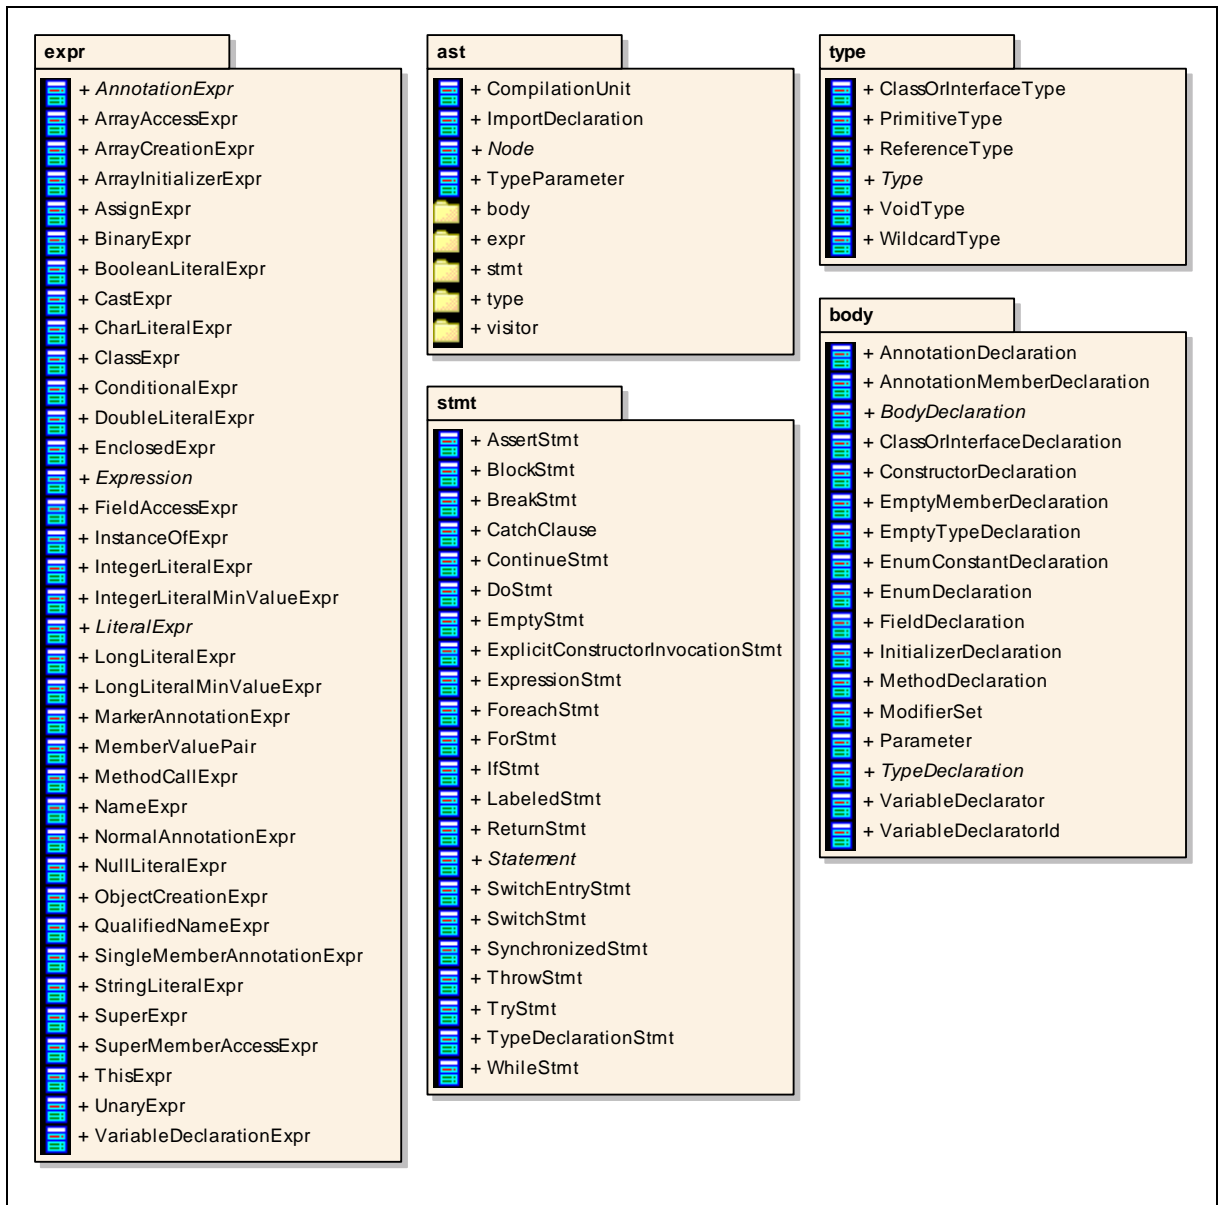 expr
+ AnnotationExpr
+ ArrayAccessExpr
+ ArrayCreationExpr
+ ArrayInitializerExpr
+ AssignExpr
+ BinaryExpr
+ BooleanLiteralExpr
+ CastExpr
+ CharLiteralExpr
+ ClassExpr
+ ConditionalExpr
+ DoubleLiteralExpr
+ EnclosedExpr
+ Expression
+ FieldAccessExpr
+ InstanceOfExpr
+ IntegerLiteralExpr
+ IntegerLiteralMinValueExpr
+ LiteralExpr
+ LongLiteralExpr
+ LongLiteralMinValueExpr
+ MarkerAnnotationExpr
+ MemberValuePair
+ MethodCallExpr
+ NameExpr
+ NormalAnnotationExpr
+ NullLiteralExpr
+ ObjectCreationExpr
+ QualifiedNameExpr
+ SingleMemberAnnotationExpr
+ StringLiteralExpr
+ SuperExpr
+ SuperMemberAccessExpr
+ ThisExpr
+ UnaryExpr
+ VariableDeclarationExpr
ast
+ CompilationUnit
+ ImportDeclaration
+ Node
+ TypeParameter
+ body
+ expr
+ stmt
+ type
+ visitor
stmt
+ AssertStmt
+ BlockStmt
+ BreakStmt
+ CatchClause
+ ContinueStmt
+ DoStmt
+ EmptyStmt
+ ExplicitConstructorInvocationStmt
+ ExpressionStmt
+ ForeachStmt
+ ForStmt
+ IfStmt
+ LabeledStmt
+ ReturnStmt
+ Statement
+ SwitchEntryStmt
+ SwitchStmt
+ SynchronizedStmt
+ ThrowStmt
+ TryStmt
+ TypeDeclarationStmt
+ WhileStmt
type
+ ClassOrInterfaceType
+ PrimitiveType
+ ReferenceType
+ Type
+ VoidType
+ WildcardType
body
+ AnnotationDeclaration
+ AnnotationMemberDeclaration
+ BodyDeclaration
+ ClassOrInterfaceDeclaration
+ ConstructorDeclaration
+ EmptyMemberDeclaration
+ EmptyTypeDeclaration
+ EnumConstantDeclaration
+ EnumDeclaration
+ FieldDeclaration
+ InitializerDeclaration
+ MethodDeclaration
+ ModifierSet
+ Parameter
+ TypeDeclaration
+ VariableDeclarator
+ VariableDeclaratorId